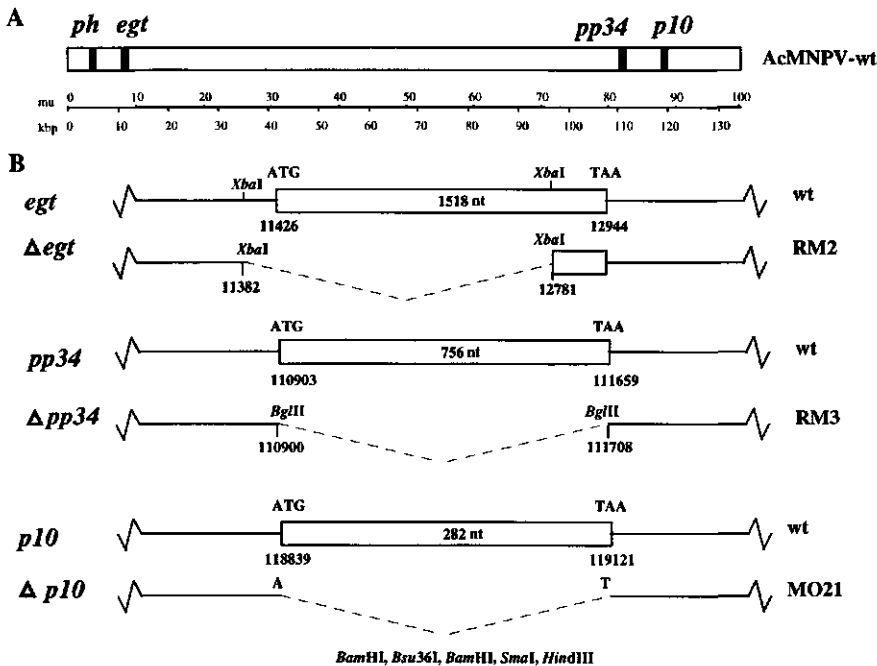 A
ph egt pp34 p10
AcMNPV-wt
mu 0 10 20 30 40 50 60 70 80 90 100
kbp 0 10 20 30 40 50 60 70 80 90 100 110 120 130
B
ATG XbaI TAA
XbaI
egt 1518 nt wt
11426 12944
Δegt XbaI XbaI RM2
11382 12781
ATG TAA
pp34 756 nt wt
110903 111659
Δpp34 BglII BglII RM3
110900 111708
ATG TAA
p10 282 nt wt
118839 119121
Δ p10 A T MO21
BamHI, Bsu36I, BamHI, SmaI, HindIII